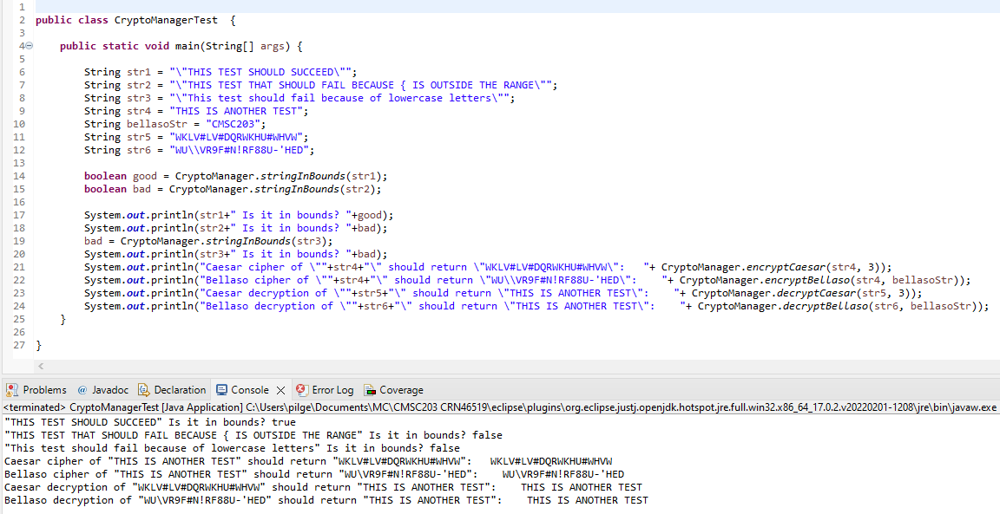 1
2 public class CryptoManagerTest  {
3
4 public static void main(String[] args) {
5
6 String str1 = "\"THIS TEST SHOULD SUCCEED\"";
7 String str2 = "\"THIS TEST THAT SHOULD FAIL BECAUSE { IS OUTSIDE THE RANGE\"";
8 String str3 = "\"This test should fail because of lowercase letters\"";
9 String str4 = "THIS IS ANOTHER TEST";
10 String bellasoStr = "CMSC203";
11 String str5 = "WKLV#LV#DQRWKHU#WHVW";
12 String str6 = "WU\\VR9F#N!RF88U-'HED";
13
14 boolean good = CryptoManager.stringInBounds(str1);
15 boolean bad = CryptoManager.stringInBounds(str2);
16
17 System.out.println(str1+" Is it in bounds? "+good);
18 System.out.println(str2+" Is it in bounds? "+bad);
19 bad = CryptoManager.stringInBounds(str3);
20 System.out.println(str3+" Is it in bounds? "+bad);
21 System.out.println("Caesar cipher of \""+str4+"\" should return \"WKLV#LV#DQRWKHU#WHVW\":   "+ CryptoManager.encryptCaesar(str4, 3));
22 System.out.println("Bellaso cipher of \""+str4+"\" should return \"WU\\VR9F#N!RF88U-'HED\":    "+ CryptoManager.encryptBellaso(str4, bellasoStr));
23 System.out.println("Caesar decryption of \""+str5+"\" should return \"THIS IS ANOTHER TEST\":    "+ CryptoManager.decryptCaesar(str5, 3));
24 System.out.println("Bellaso decryption of \""+str6+"\" should return \"THIS IS ANOTHER TEST\":    "+ CryptoManager.decryptBellaso(str6, bellasoStr));
25 }
26
27 }
Problems @ Javadoc Declaration Console Error Log Coverage
<terminated> CryptoManagerTest [Java Application] C:\Users\pilge\Documents\MC\CMSC203 CRN46519\eclipse\plugins\org.eclipse.justj.openjdk.hotspot.jre.full.win32.x86_64_17.0.2.v20220201-1208\jre\bin\javaw.exe
"THIS TEST SHOULD SUCCEED" Is it in bounds? true
"THIS TEST THAT SHOULD FAIL BECAUSE { IS OUTSIDE THE RANGE" Is it in bounds? false
"This test should fail because of lowercase letters" Is it in bounds? false
Caesar cipher of "THIS IS ANOTHER TEST" should return "WKLV#LV#DQRWKHU#WHVW":   WKLV#LV#DQRWKHU#WHVW
Bellaso cipher of "THIS IS ANOTHER TEST" should return "WU\VR9F#N!RF88U-'HED":    WU\VR9F#N!RF88U-'HED
Caesar decryption of "WKLV#LV#DQRWKHU#WHVW" should return "THIS IS ANOTHER TEST":    THIS IS ANOTHER TEST
Bellaso decryption of "WU\VR9F#N!RF88U-'HED" should return "THIS IS ANOTHER TEST":    THIS IS ANOTHER TEST